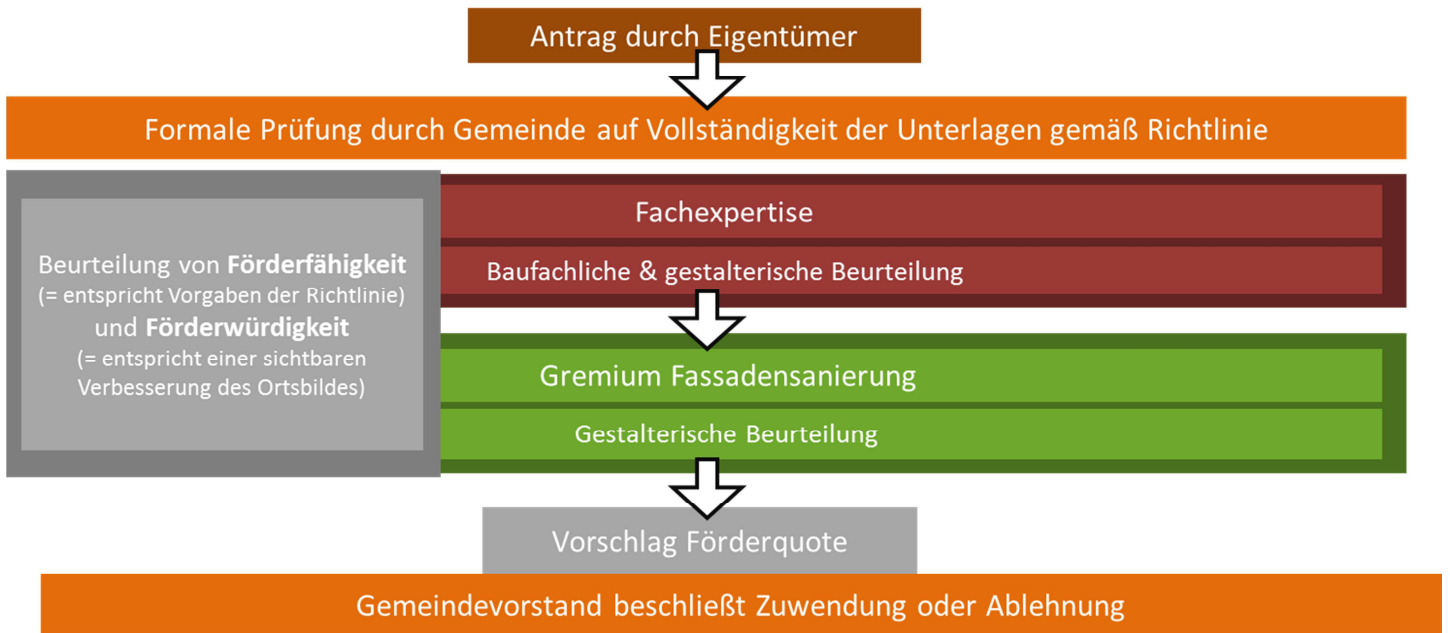 Antrag durch Eigentümer
Formale Prüfung durch Gemeinde auf Vollständigkeit der Unterlagen gemäß Richtlinie
Beurteilung von Förderfähigkeit
(= entspricht Vorgaben der Richtlinie)
und Förderwürdigkeit
(= entspricht einer sichtbaren
Verbesserung des Ortsbildes)
Fachexpertise
Baufachliche & gestalterische Beurteilung
Gremium Fassadensanierung
Gestalterische Beurteilung
Vorschlag Förderquote
Gemeindevorstand beschließt Zuwendung oder Ablehnung